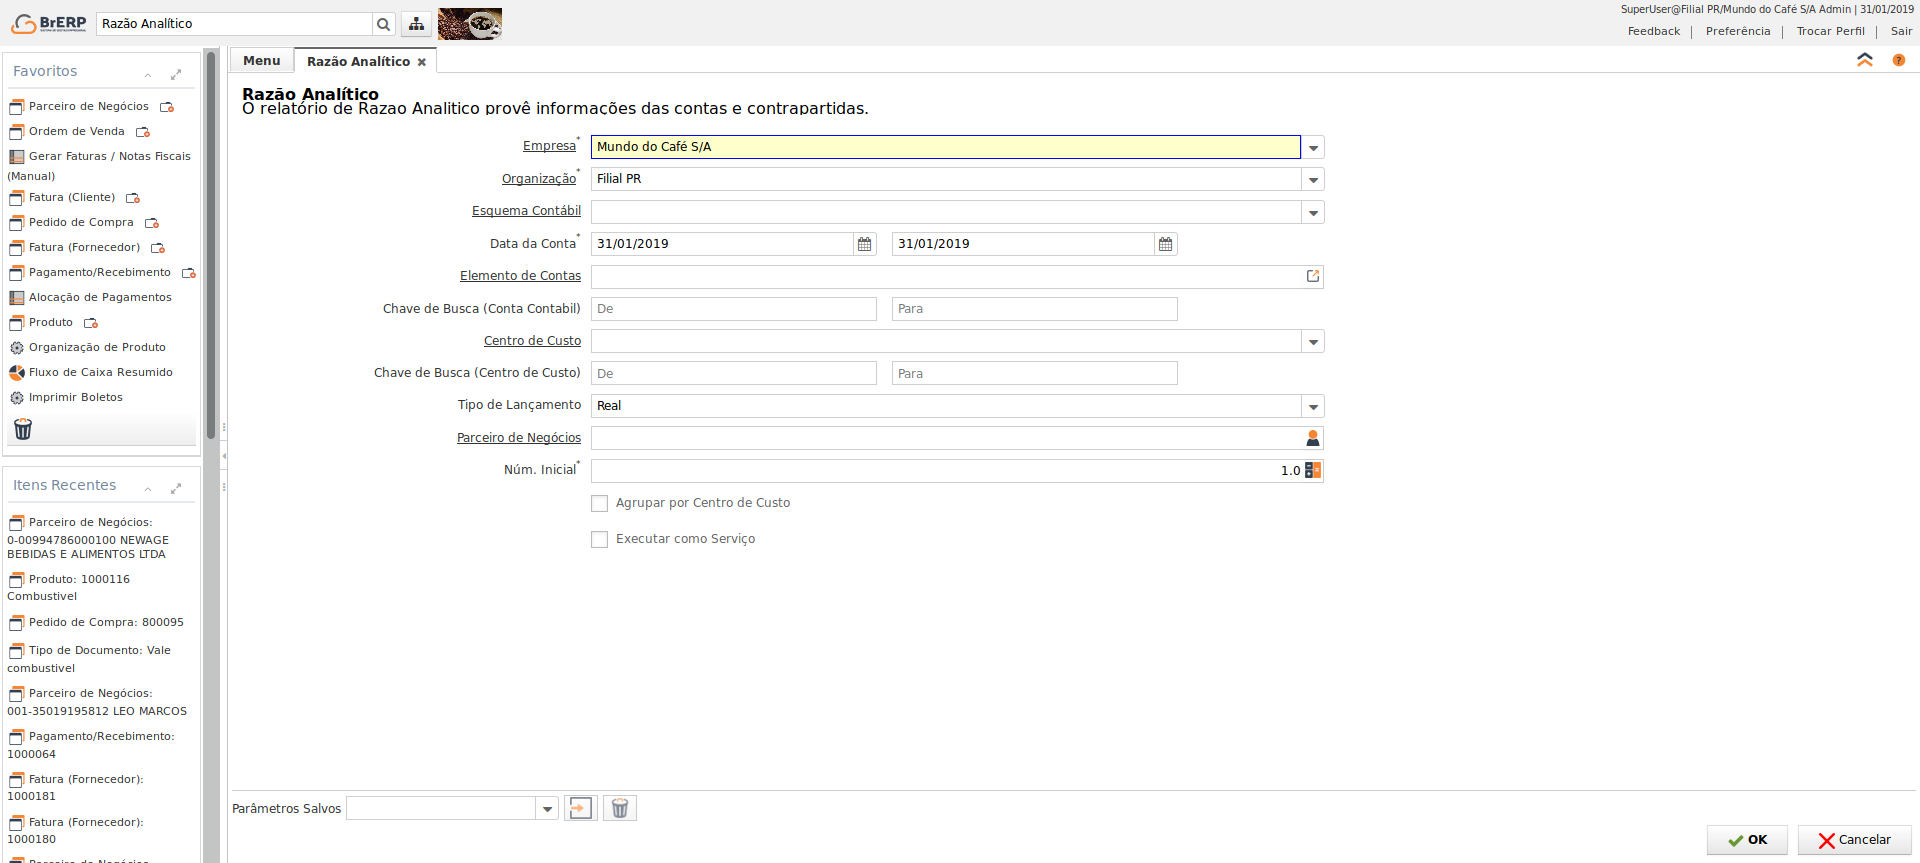 BrERP
Razão Analítico
SuperUser@Filial PR/Mundo do Café S/A Admin | 31/01/2019
Feedback | Preferência | Trocar Perfil | Sair
Favoritos
Parceiro de Negócios
Ordem de Venda
Gerar Faturas / Notas Fiscais
(Manual)
Fatura (Cliente)
Pedido de Compra
Fatura (Fornecedor)
Pagamento/Recebimento
Alocação de Pagamentos
Produto
Organização de Produto
Fluxo de Caixa Resumido
Imprimir Boletos
Itens Recentes
Parceiro de Negócios:
0-00994786000100 NEWAGE
BEBIDAS E ALIMENTOS LTDA
Produto: 1000116
Combustivel
Pedido de Compra: 800095
Tipo de Documento: Vale
combustivel
Parceiro de Negócios:
001-35019195812 LEO MARCOS
Pagamento/Recebimento:
1000064
Fatura (Fornecedor):
1000181
Fatura (Fornecedor):
1000180
Parceiro de Negócios
Menu
Razão Analítico
Razão Analítico
O relatório de Razao Analitico provê informações das contas e contrapartidas.
Empresa* Mundo do Café S/A
Organização* Filial PR
Esquema Contábil
Data da Conta* 31/01/2019 31/01/2019
Elemento de Contas
Chave de Busca (Conta Contabil) De Para
Centro de Custo
Chave de Busca (Centro de Custo) De Para
Tipo de Lançamento Real
Parceiro de Negócios
Núm. Inicial* 1.0
Agrupar por Centro de Custo
Executar como Serviço
Parâmetros Salvos
OK Cancelar